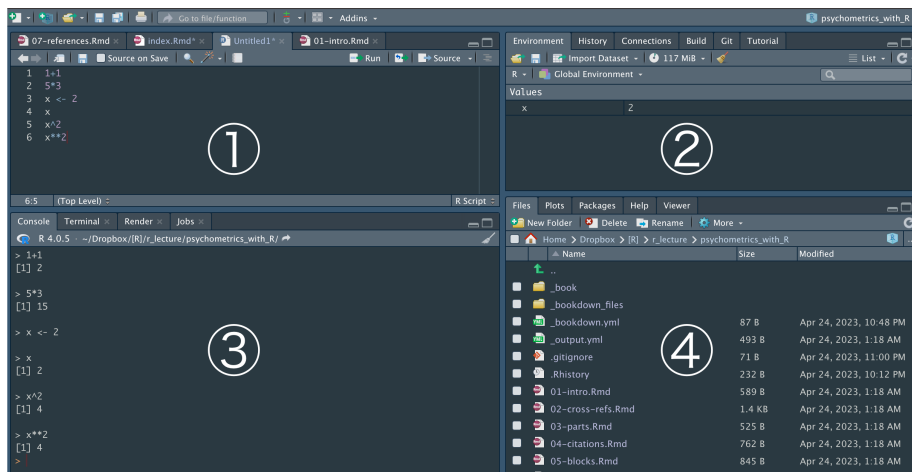 Go to file/function
Addins
psychometrics_with_R
07-references.Rmd
index.Rmd*
Untitled1*
01-intro.Rmd
Source on Save
Run
Source
1 1+1
2 5*3
3 x <- 2
4 x
5 x^2
6 x**2
①
6:5 (Top Level)
R Script
Environment History Connections Build Git Tutorial
Import Dataset
117 MiB
List
R
Global Environment
Values
x 2
②
Console Terminal Render Jobs
R 4.0.5 · ~/Dropbox/[R]/r_lecture/psychometrics_with_R/
> 1+1
[1] 2
> 5*3
[1] 15
> x <- 2
> x
[1] 2
> x^2
[1] 4
> x**2
[1] 4
>
③
Files Plots Packages Help Viewer
New Folder Delete Rename More
Home > Dropbox > [R] > r_lecture > psychometrics_with_R
Name Size Modified
..
_book
_bookdown_files
_bookdown.yml 87 B Apr 24, 2023, 10:48 PM
_output.yml 493 B Apr 24, 2023, 1:18 AM
.gitignore 71 B Apr 24, 2023, 11:00 PM
.Rhistory 232 B Apr 24, 2023, 10:12 PM
01-intro.Rmd 589 B Apr 24, 2023, 1:18 AM
02-cross-refs.Rmd 1.4 KB Apr 24, 2023, 1:18 AM
03-parts.Rmd 525 B Apr 24, 2023, 1:18 AM
04-citations.Rmd 762 B Apr 24, 2023, 1:18 AM
05-blocks.Rmd 845 B Apr 24, 2023, 1:18 AM
④